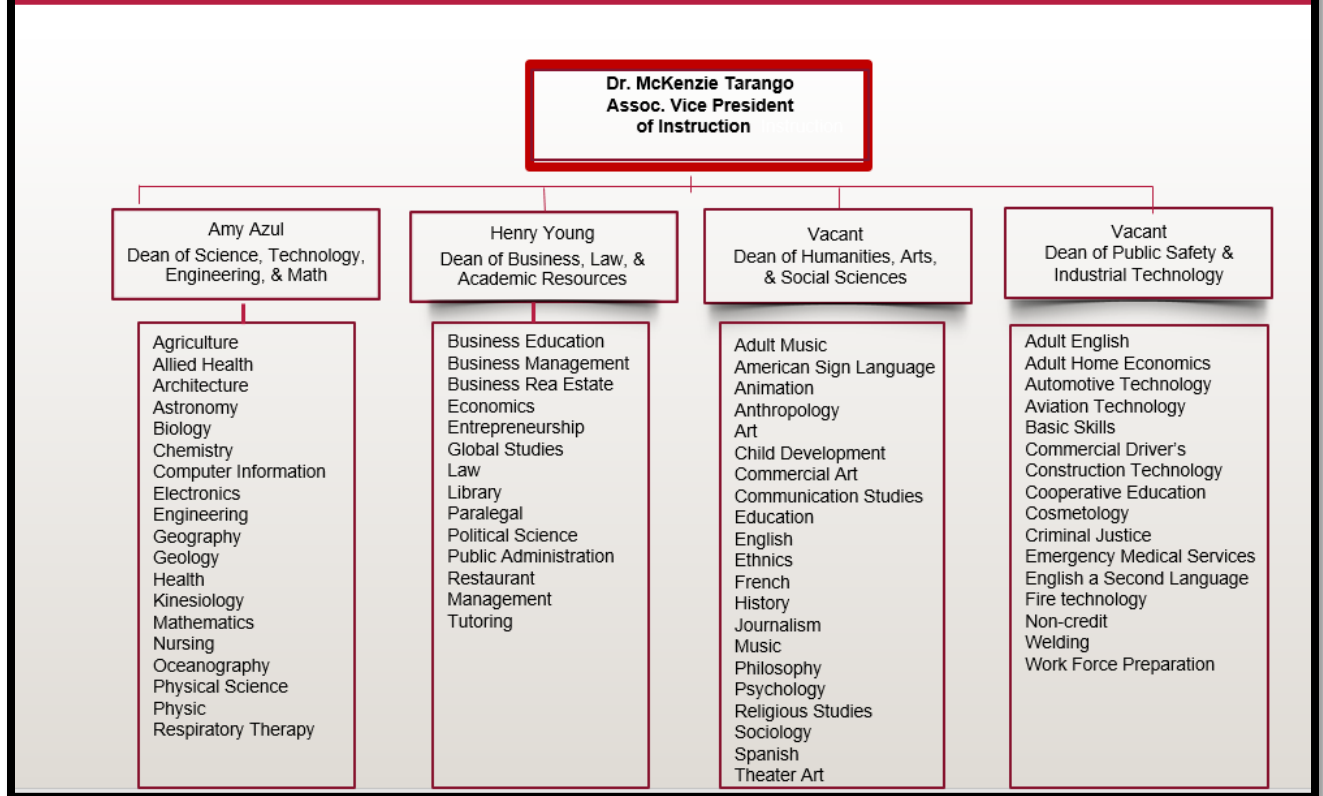 Dr. McKenzie Tarango
Assoc. Vice President
of Instruction
Amy Azul
Dean of Science, Technology,
Engineering, & Math
Henry Young
Dean of Business, Law, &
Academic Resources
Vacant
Dean of Humanities, Arts,
& Social Sciences
Vacant
Dean of Public Safety &
Industrial Technology
Agriculture
Allied Health
Architecture
Astronomy
Biology
Chemistry
Computer Information
Electronics
Engineering
Geography
Geology
Health
Kinesiology
Mathematics
Nursing
Oceanography
Physical Science
Physic
Respiratory Therapy
Business Education
Business Management
Business Rea Estate
Economics
Entrepreneurship
Global Studies
Law
Library
Paralegal
Political Science
Public Administration
Restaurant
Management
Tutoring
Adult Music
American Sign Language
Animation
Anthropology
Art
Child Development
Commercial Art
Communication Studies
Education
English
Ethnics
French
History
Journalism
Music
Philosophy
Psychology
Religious Studies
Sociology
Spanish
Theater Art
Adult English
Adult Home Economics
Automotive Technology
Aviation Technology
Basic Skills
Commercial Driver's
Construction Technology
Cooperative Education
Cosmetology
Criminal Justice
Emergency Medical Services
English a Second Language
Fire technology
Non-credit
Welding
Work Force Preparation